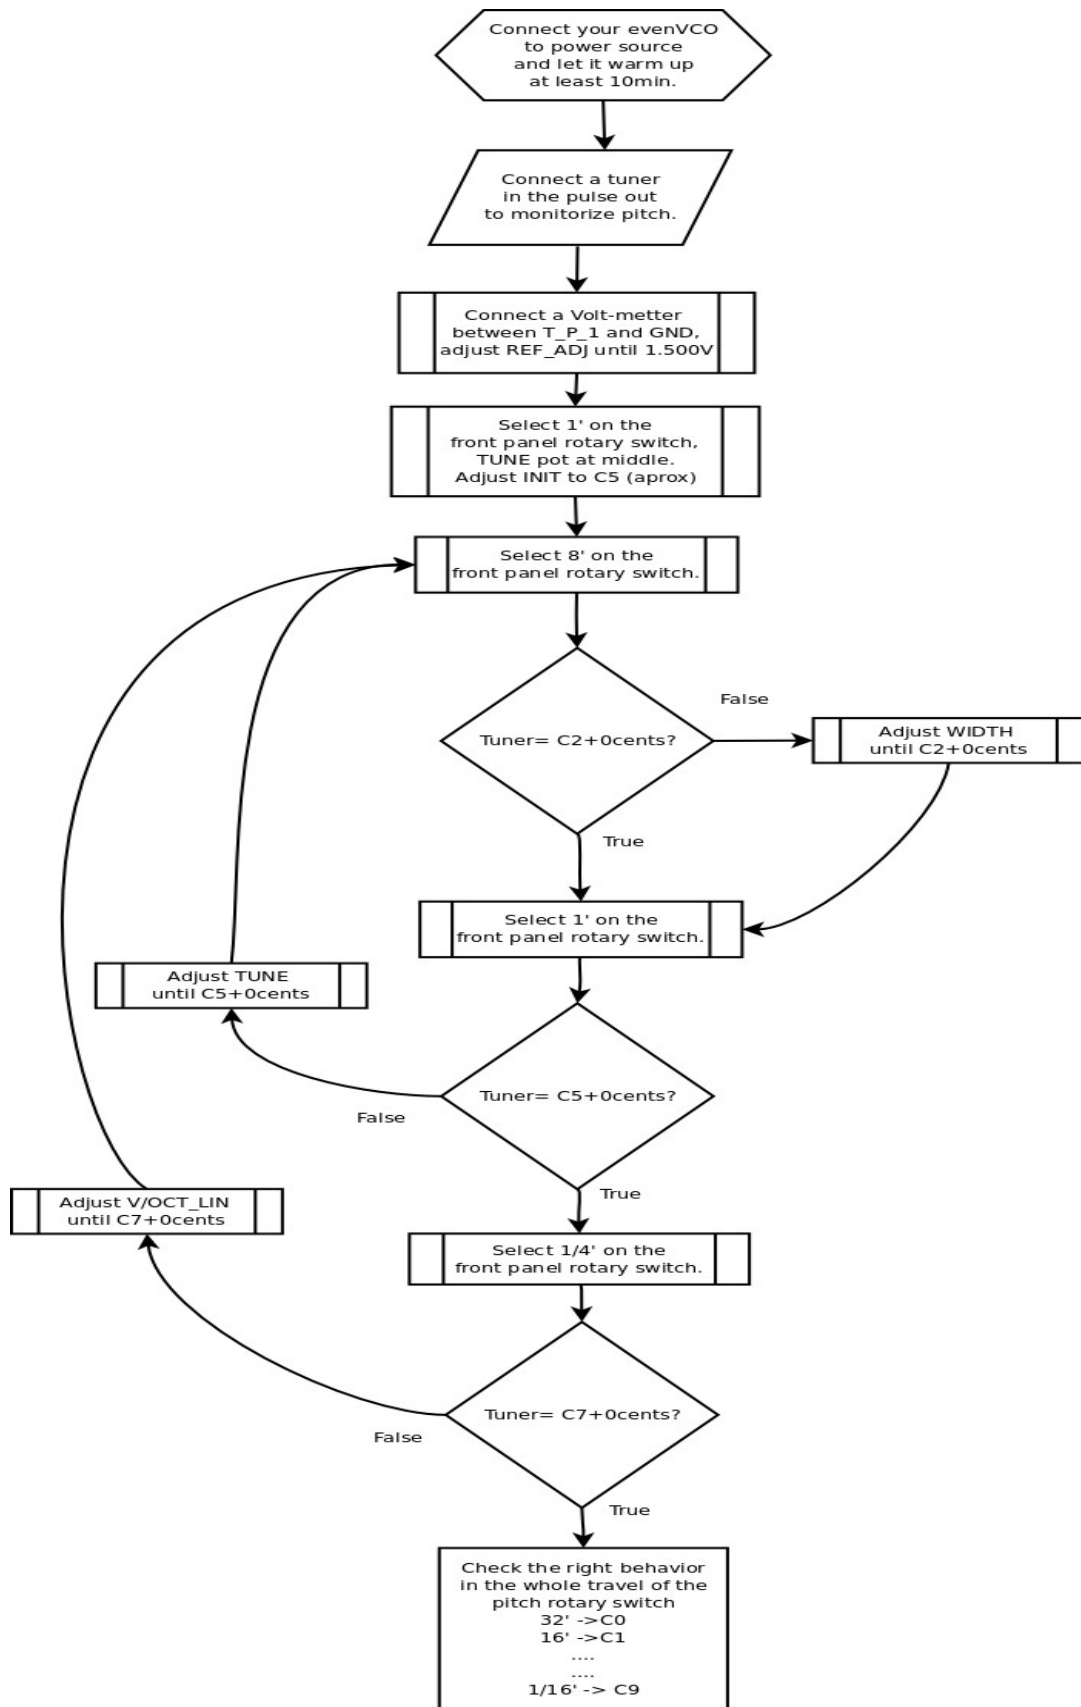 Connect your evenVCO
to power source
and let it warm up
at least 10min.
Connect a tuner
in the pulse out
to monitorize pitch.
Connect a Volt-metter
between T_P_1 and GND,
adjust REF_ADJ until 1.500V
Select 1' on the
front panel rotary switch,
TUNE pot at middle.
Adjust INIT to C5 (aprox)
Select 8' on the
front panel rotary switch.
Tuner= C2+0cents?
False
Adjust WIDTH
until C2+0cents
True
Select 1' on the
front panel rotary switch.
Adjust TUNE
until C5+0cents
Tuner= C5+0cents?
False
True
Adjust V/OCT_LIN
until C7+0cents
Select 1/4' on the
front panel rotary switch.
Tuner= C7+0cents?
False
True
Check the right behavior
in the whole travel of the
pitch rotary switch
32' ->C0
16' ->C1
....
....
1/16' -> C9